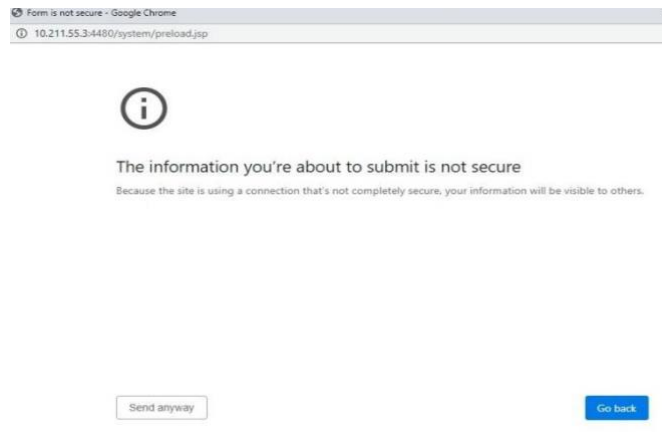 Form is not secure - Google Chrome
10.211.55.3:4480/system/preload.jsp
The information you're about to submit is not secure
Because the site is using a connection that's not completely secure, your information will be visible to others.
Send anyway
Go back